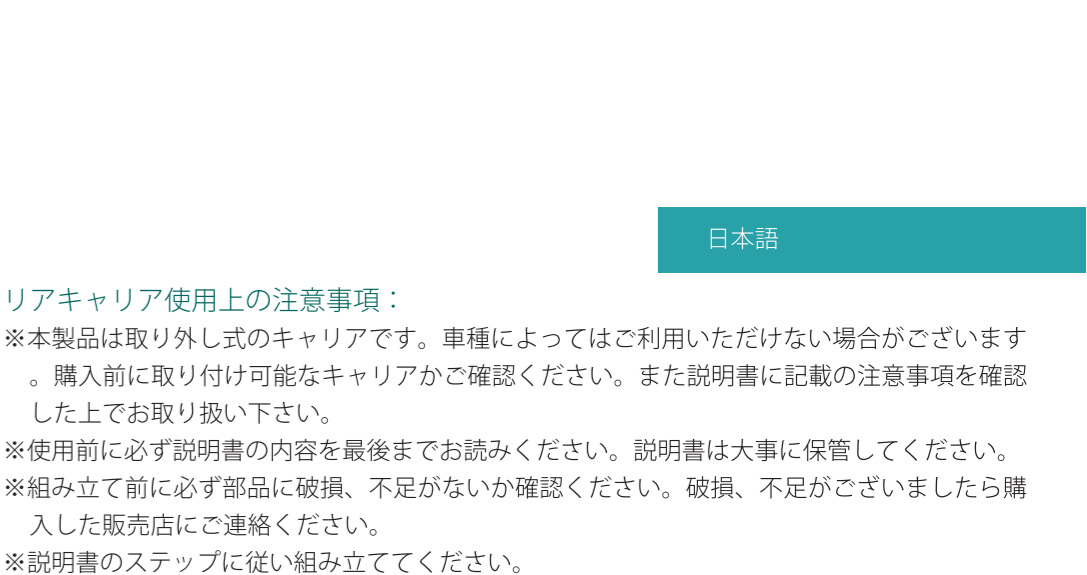 日本語
リアキャリア使用上の注意事項：
※本製品は取り外し式のキャリアです。車種によってはご利用いただけない場合がございます
。購入前に取り付け可能なキャリアかご確認ください。また説明書に記載の注意事項を確認
した上でお取り扱い下さい。
※使用前に必ず説明書の内容を最後までお読みください。説明書は大事に保管してください。
※組み立て前に必ず部品に破損、不足がないか確認ください。破損、不足がございましたら購
入した販売店にご連絡ください。
※説明書のステップに従い組み立ててください。